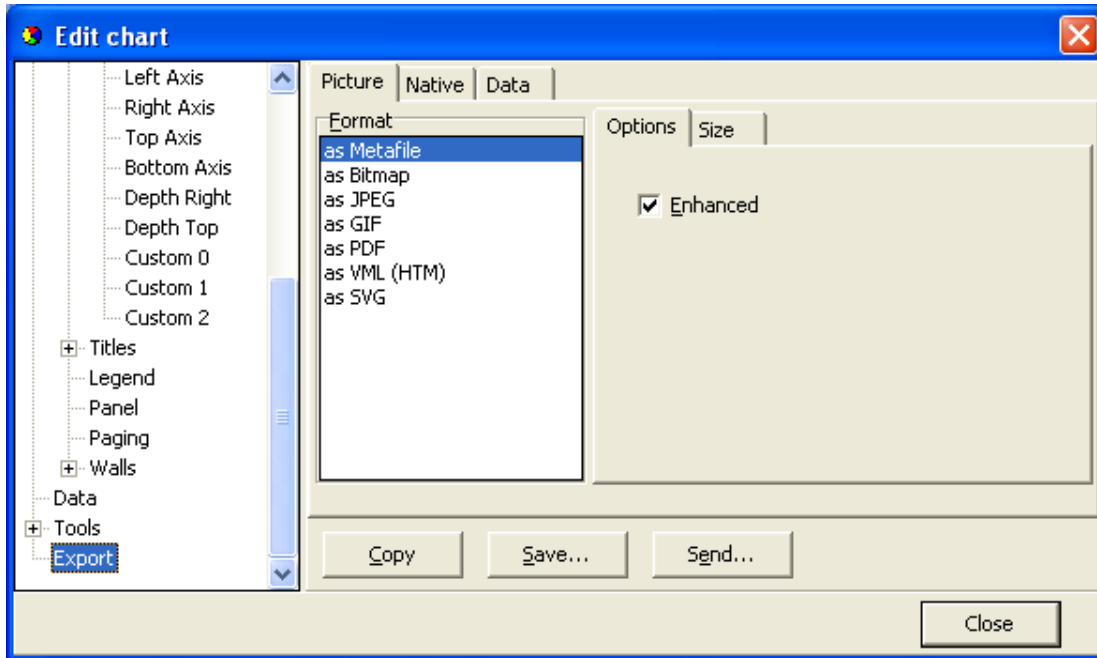 Edit chart
Left Axis
Right Axis
Top Axis
Bottom Axis
Depth Right
Depth Top
Custom 0
Custom 1
Custom 2
Titles
Legend
Panel
Paging
Walls
Data
Tools
Export
Picture Native Data
Format
as Metafile
as Bitmap
as JPEG
as GIF
as PDF
as VML (HTM)
as SVG
Options Size
Enhanced
Copy Save... Send...
Close